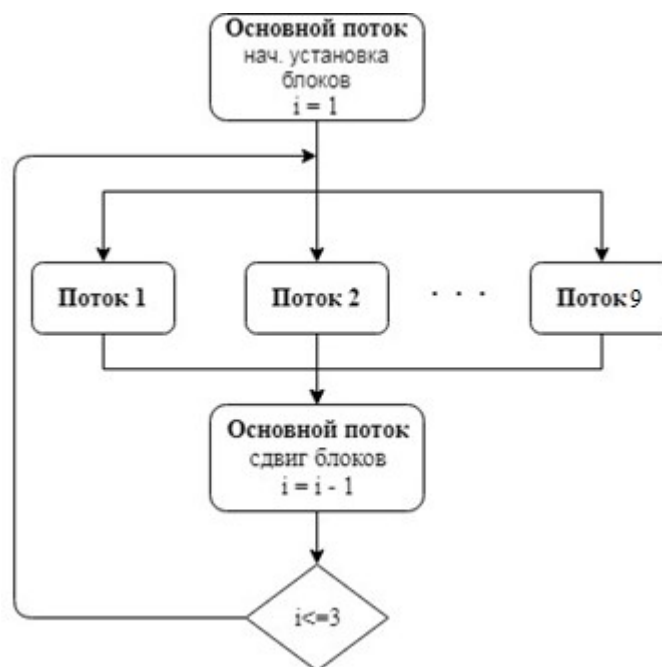 Основной поток
нач. установка
блоков
i = 1
Поток 1
Поток 2
. . .
Поток 9
Основной поток
сдвиг блоков
i = i - 1
i<=3